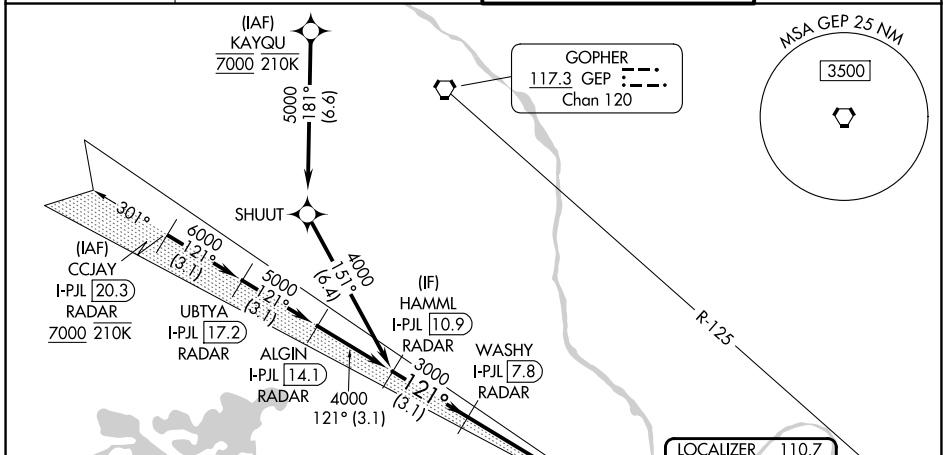 (IAF)
KAYQU
7000 210K
5000
181°
(6.6)
GOPHER
117.3 GEP
Chan 120
MSA GEP 25 NM
3500
SHUUT
301°
6000
121°
(3.1)
(IAF)
CCJAY
I-PJL 20.3
RADAR
7000 210K
5000
121°
(3.1)
UBTYA
I-PJL 17.2
RADAR
4000
151°
(6.4)
ALGIN
I-PJL 14.1
RADAR
4000
121° (3.1)
(IF)
HAMML
I-PJL 10.9
RADAR
3000
121°
(3.1)
WASHY
I-PJL 7.8
RADAR
R-125
LOCALIZER 110.7